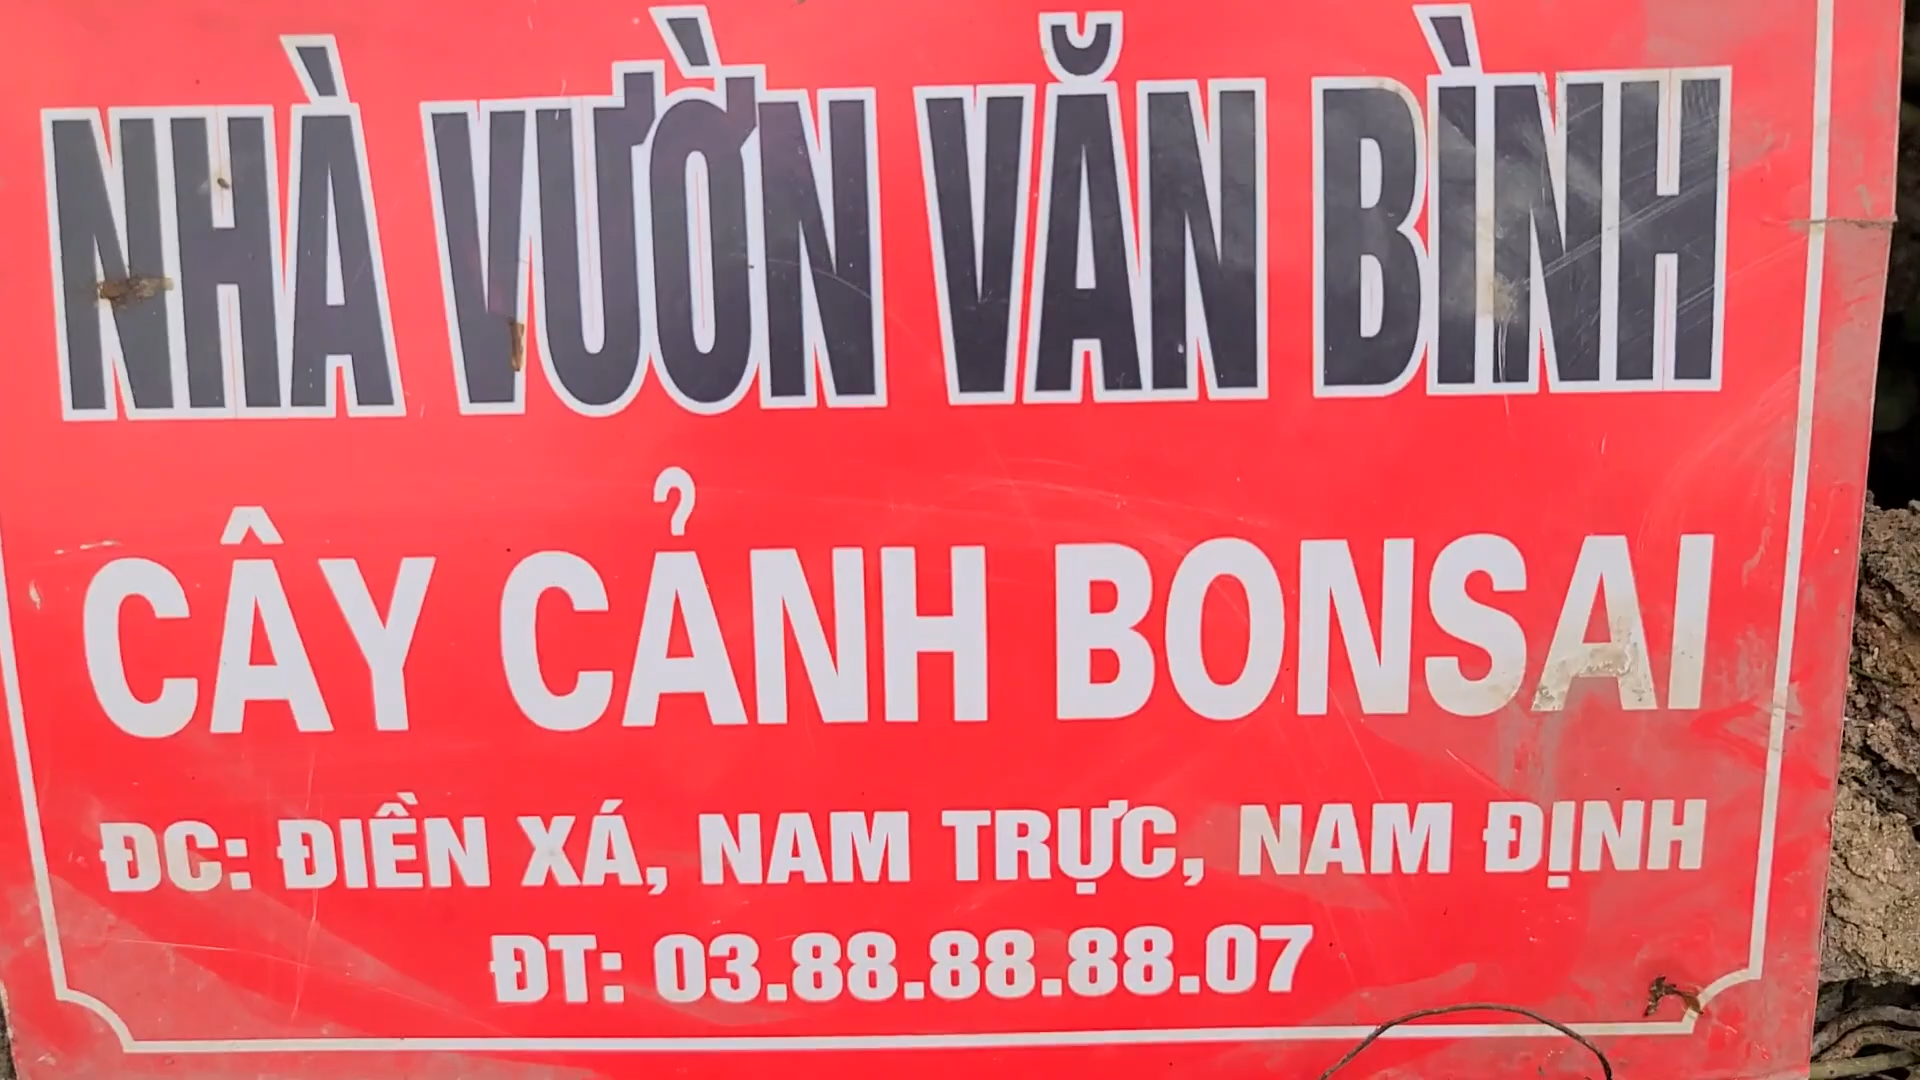 NHÀ VƯỜN VĂN BÌNH
CÂY CẢNH BONSAI
ĐC: ĐIỀN XÁ, NAM TRỰC, NAM ĐỊNH
ĐT: 03.88.88.88.07